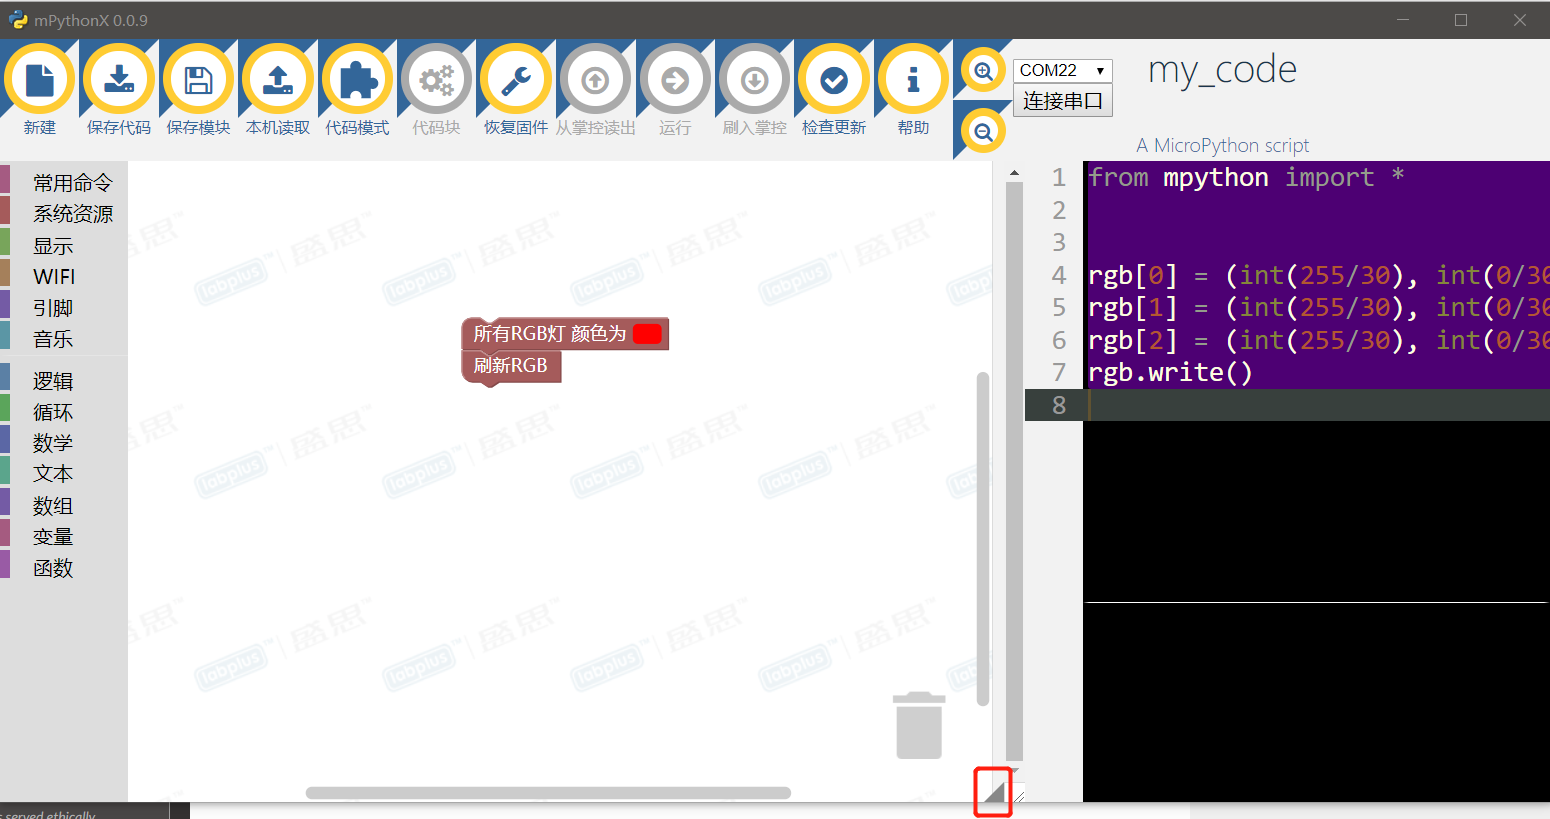 mPythonX 0.0.9
新建
保存代码
保存模块
本机读取
代码模式
代码块
恢复固件
从掌控读出
运行
刷入掌控
检查更新
帮助
COM22
连接串口
my_code
A MicroPython script
常用命令
系统资源
显示
WIFI
引脚
音乐
逻辑
循环
数学
文本
数组
变量
函数
labplus™ | 盛思™
所有RGB灯 颜色为
刷新RGB
1 from mpython import *
2
3
4 rgb[0] = (int(255/30), int(0/30
5 rgb[1] = (int(255/30), int(0/30
6 rgb[2] = (int(255/30), int(0/30
7 rgb.write()
8
served ethically